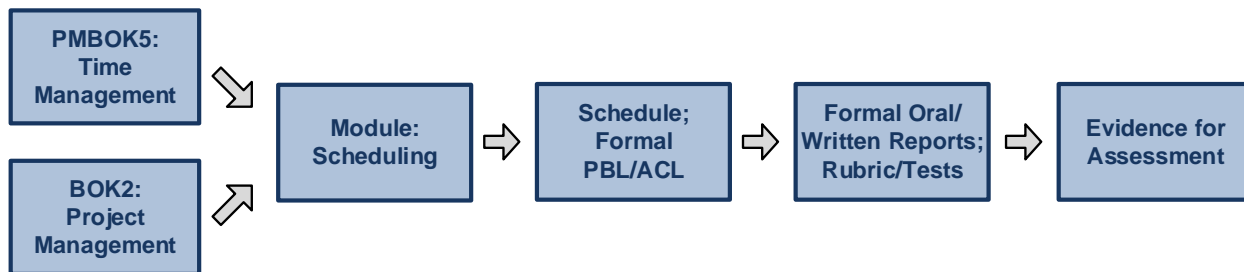 PMBOK5:
Time
Management
BOK2:
Project
Management
Module:
Scheduling
Schedule;
Formal
PBL/ACL
Formal Oral/
Written Reports;
Rubric/Tests
Evidence for
Assessment